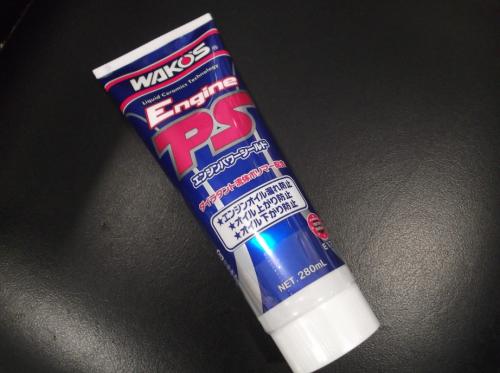 WAKO'S®
Liquid Ceramics Technology
Engine
PS
エンジンパワーシールド
★エンジンオイル漏れ防止
★オイル上がり防止
★オイル下がり防止
NET. 280mL